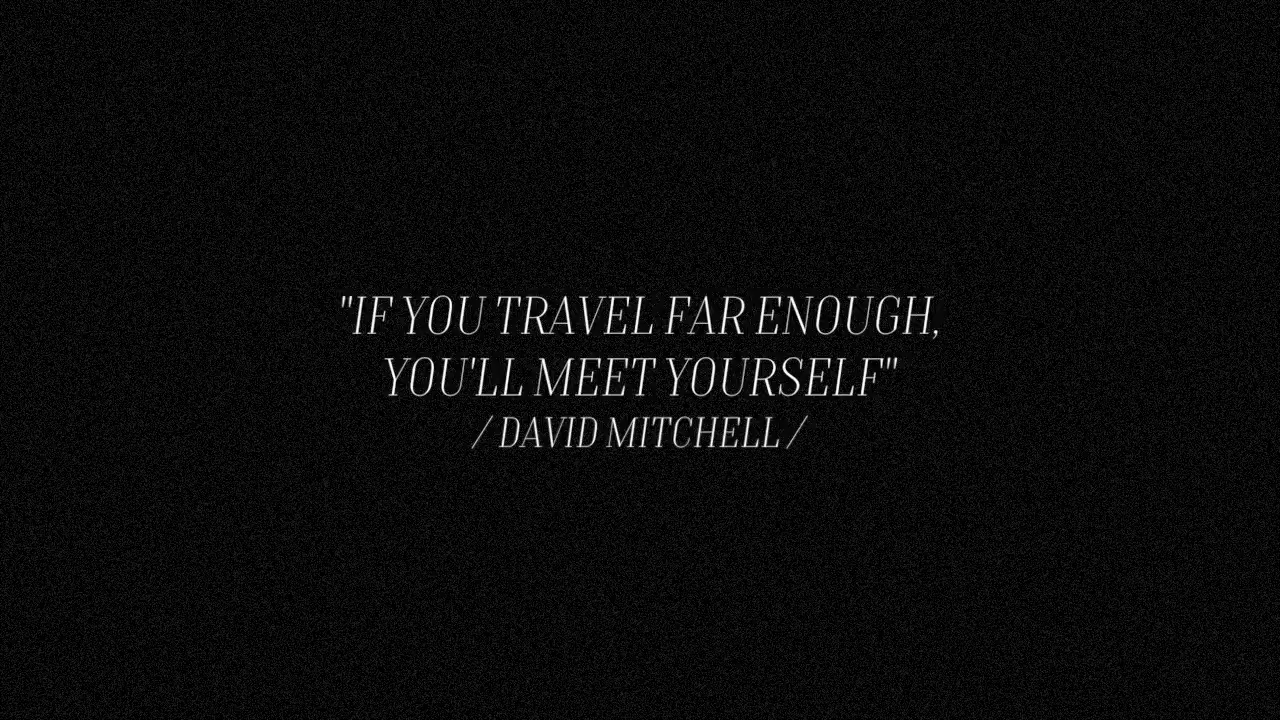 "IF YOU TRAVEL FAR ENOUGH,
YOU'LL MEET YOURSELF"
/ DAVID MITCHELL /